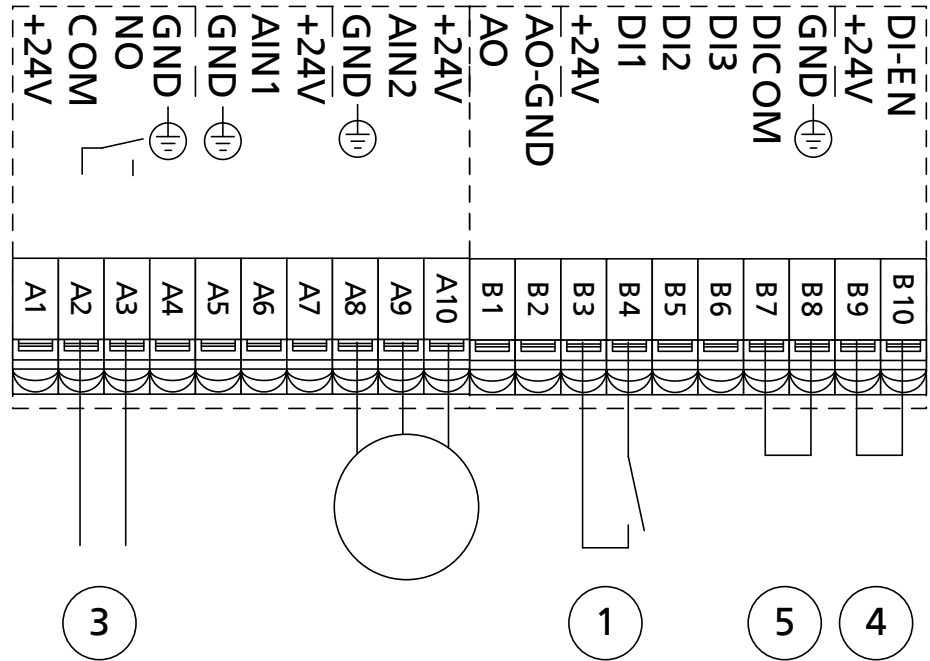 +24V
COM
NO
GND
GND
AIN1
+24V
GND
AIN2
+24V
AO
AO-GND
+24V
DI1
DI2
DI3
DICOM
GND
+24V
DI-EN
A1
A2
A3
A4
A5
A6
A7
A8
A9
A10
B1
B2
B3
B4
B5
B6
B7
B8
B9
B10
3
1
5
4